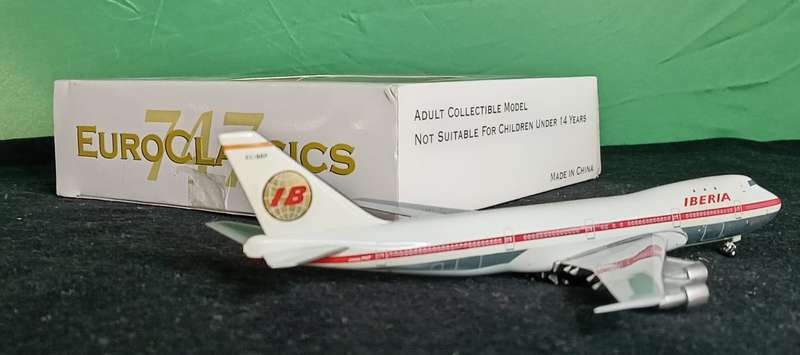 747
EUROCLASSICS
ADULT COLLECTIBLE MODEL
NOT SUITABLE FOR CHILDREN UNDER 14 YEARS
MADE IN CHINA
IB
IBERIA